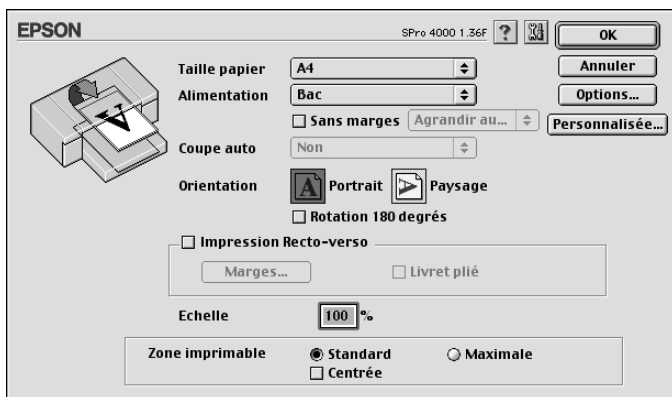 EPSON
SPro 4000 1.36F ?
OK
Taille papier A4
Annuler
Alimentation Bac
Options...
Sans marges Agrandir au...
Personnalisée...
Coupe auto Non
Orientation A Portrait A Paysage
Rotation 180 degrés
Impression Recto-verso
Marges... Livret plié
Echelle 100 %
Zone imprimable Standard Maximale
Centrée